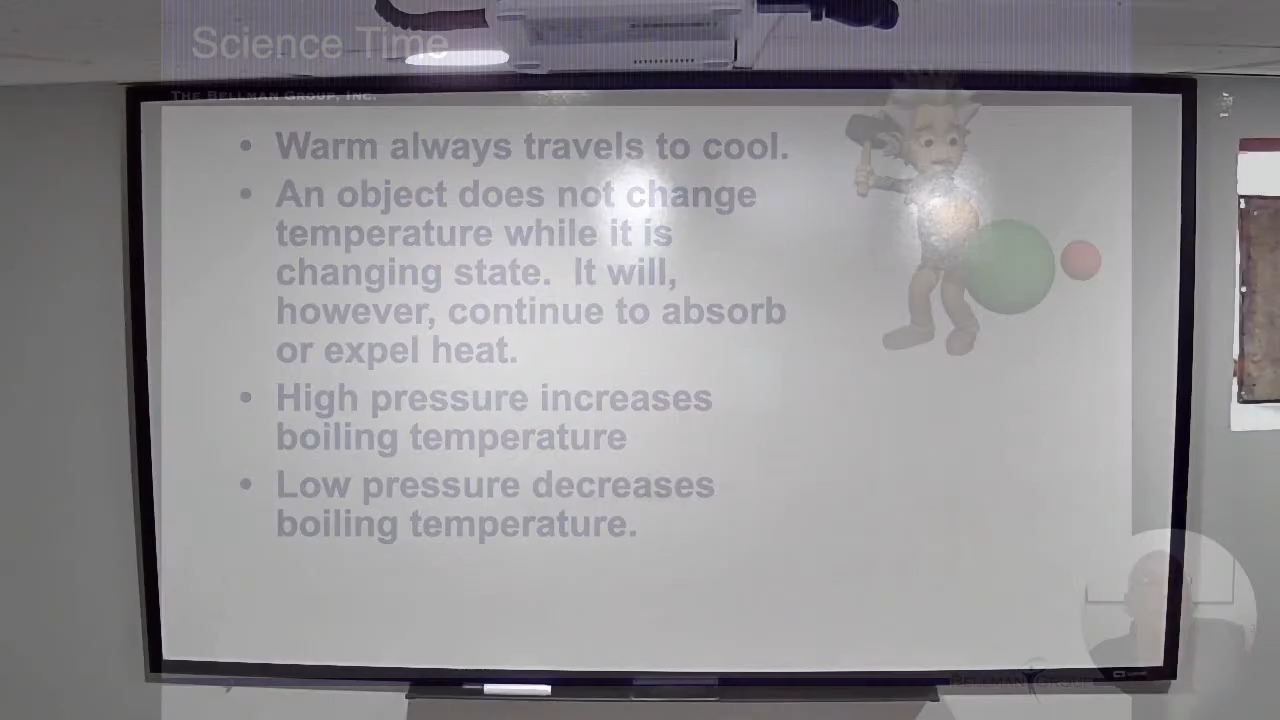 Science Time
THE BELLMAN GROUP, INC.
• Warm always travels to cool.
• An object does not change
temperature while it is
changing state. It will,
however, continue to absorb
or expel heat.
• High pressure increases
boiling temperature
• Low pressure decreases
boiling temperature.
BELLMAN GROUP